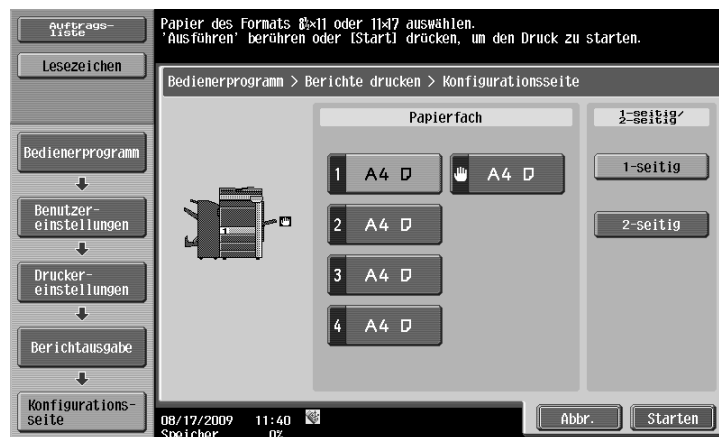 Auftrags-
liste
Lesezeichen
Papier des Formats 8½×11 oder 11×17 auswählen.
'Ausführen' berühren oder [Start] drücken, um den Druck zu starten.
Bedienerprogramm > Berichte drucken > Konfigurationsseite
Papierfach
1-seitig/
2-seitig
Bedienerprogramm
Benutzer-
einstellungen
Drucker-
einstellungen
Berichtausgabe
Konfigurations-
seite
1 A4
A4
2 A4
3 A4
4 A4
1
1-seitig
2-seitig
08/17/2009 11:40
Speicher 0%
Abbr.
Starten